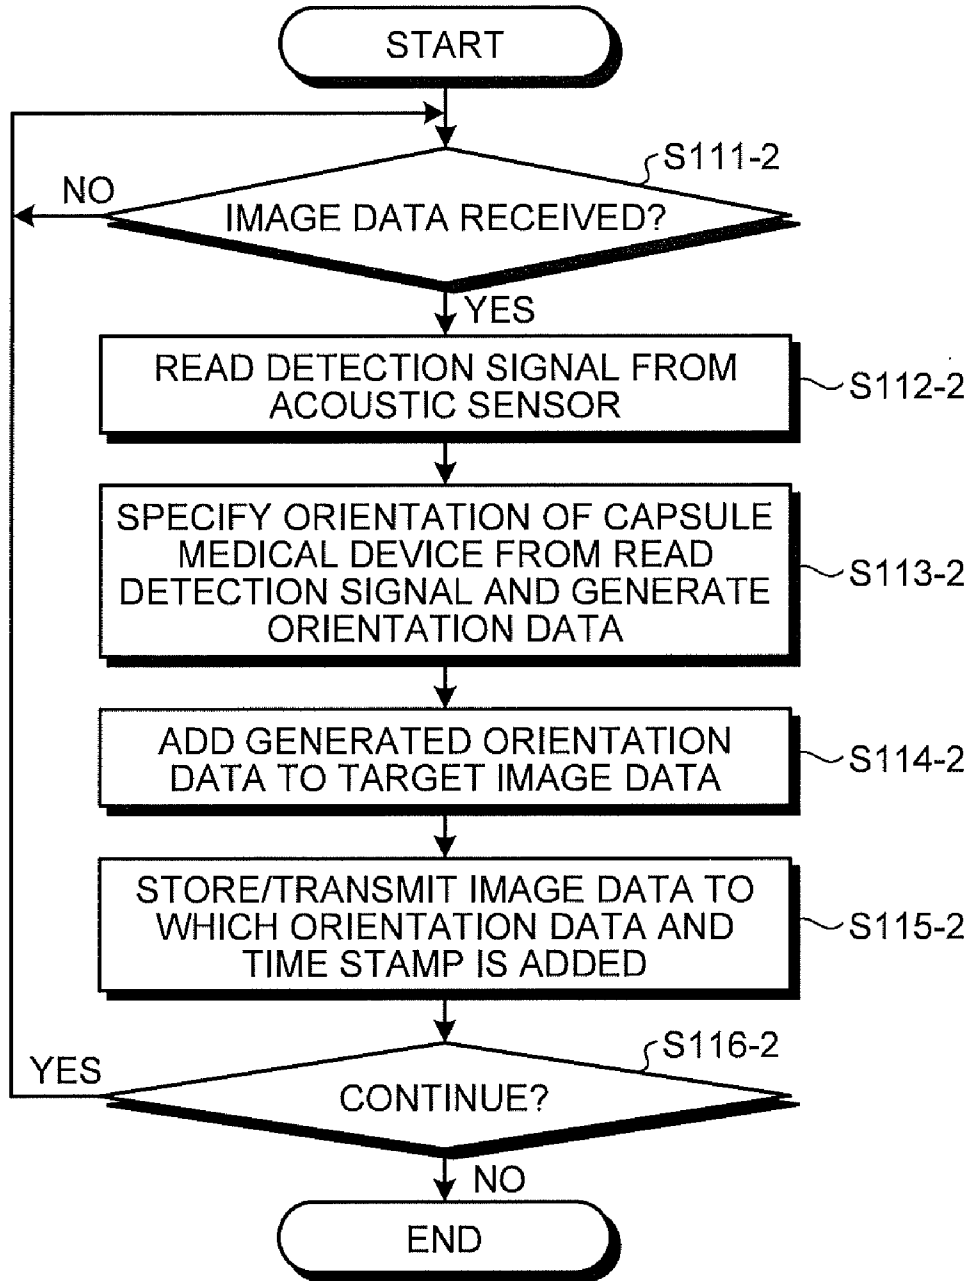 START
S111-2
NO
IMAGE DATA RECEIVED?
YES
READ DETECTION SIGNAL FROM
ACOUSTIC SENSOR
S112-2
SPECIFY ORIENTATION OF CAPSULE
MEDICAL DEVICE FROM READ
DETECTION SIGNAL AND GENERATE
ORIENTATION DATA
S113-2
ADD GENERATED ORIENTATION
DATA TO TARGET IMAGE DATA
S114-2
STORE/TRANSMIT IMAGE DATA TO
WHICH ORIENTATION DATA AND
TIME STAMP IS ADDED
S115-2
S116-2
YES
CONTINUE?
NO
END